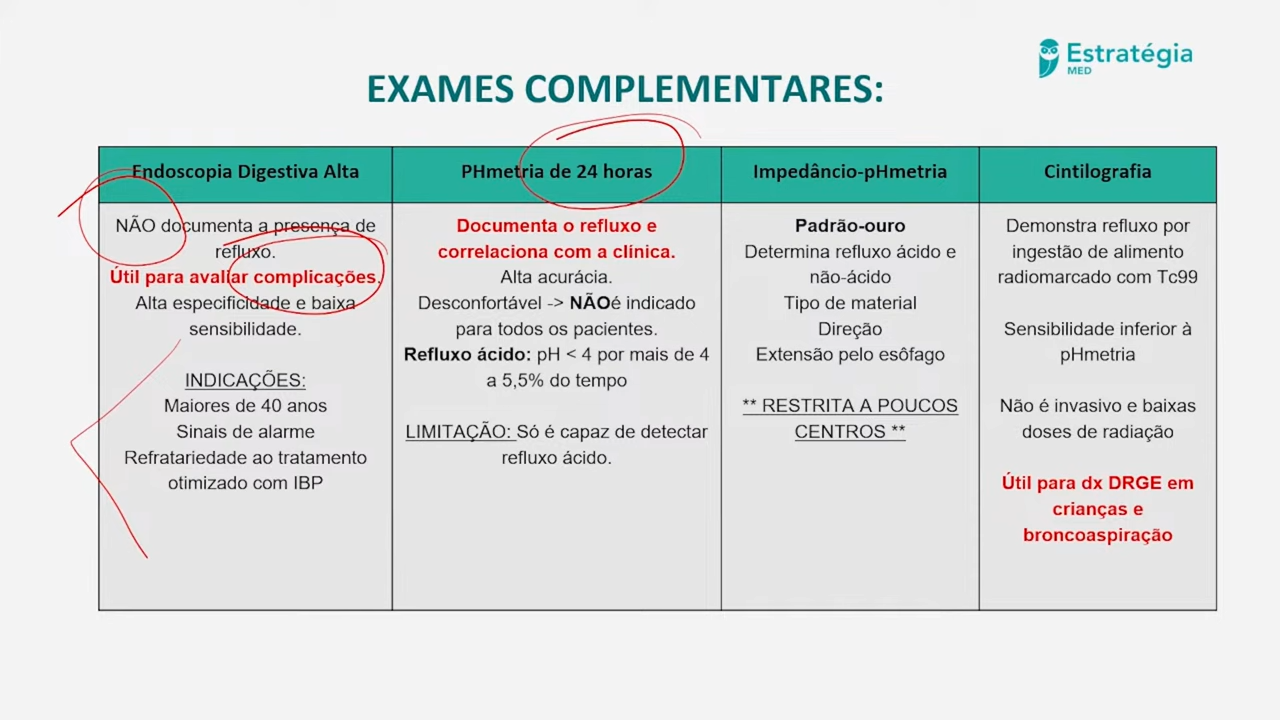 Estratégia
MED
EXAMES COMPLEMENTARES:
Endoscopia Digestiva Alta
NÃO documenta a presença de
refluxo.
Útil para avaliar complicações.
Alta especificidade e baixa
sensibilidade.
INDICAÇÕES:
Maiores de 40 anos
Sinais de alarme
Refratariedade ao tratamento
otimizado com IBP
PHmetria de 24 horas
Documenta o refluxo e
correlaciona com a clínica.
Alta acurácia.
Desconfortável -> NÃOé indicado
para todos os pacientes.
Refluxo ácido: pH < 4 por mais de 4
a 5,5% do tempo
LIMITAÇÃO: Só é capaz de detectar
refluxo ácido.
Impedâncio-pHmetria
Padrão-ouro
Determina refluxo ácido e
não-ácido
Tipo de material
Direção
Extensão pelo esôfago
** RESTRITA A POUCOS
CENTROS **
Cintilografia
Demonstra refluxo por
ingestão de alimento
radiomarcado com Tc99
Sensibilidade inferior à
pHmetria
Não é invasivo e baixas
doses de radiação
Útil para dx DRGE em
crianças e
broncoaspiração